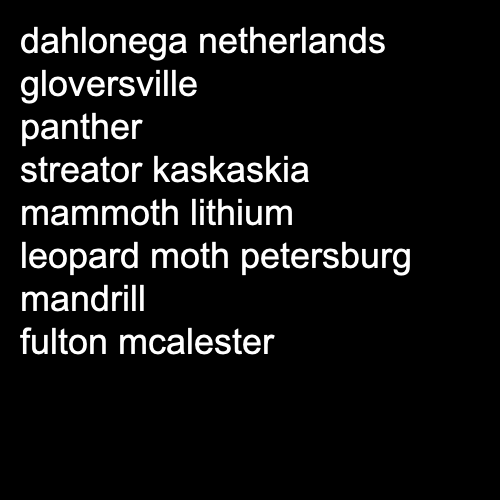 dahlonega netherlands
gloversville
panther
streator kaskaskia
mammoth lithium
leopard moth petersburg
mandrill
fulton mcalester